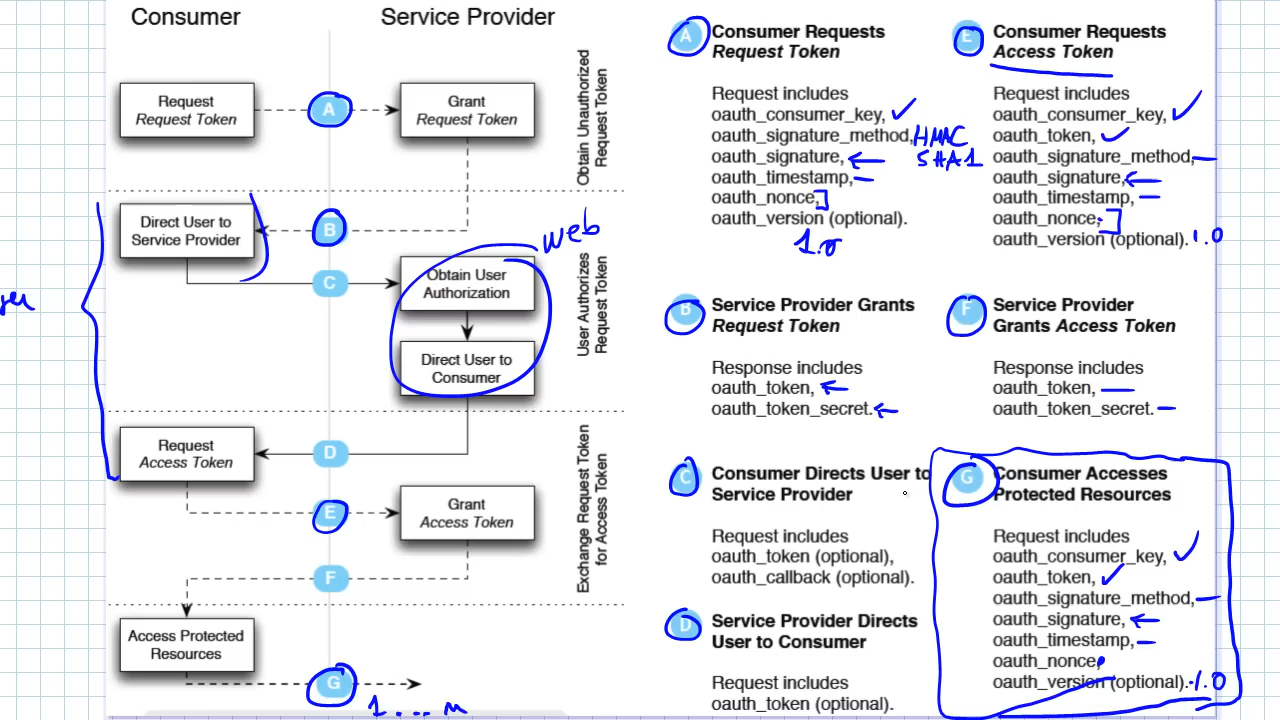 Consumer
Service Provider
Request
Request Token
A
Grant
Request Token
Obtain Unauthorized
Request Token
Direct User to
Service Provider
B
web
C
Obtain User
Authorization
Direct User to
Consumer
User Authorizes
Request Token
Request
Access Token
D
E
Grant
Access Token
F
Exchange Request Token
for Access Token
Access Protected
Resources
G
1....n
A
Consumer Requests
Request Token
Request includes
oauth_consumer_key,
oauth_signature_method, HMAC
oauth_signature, SHA1
oauth_timestamp,
oauth_nonce,
oauth_version (optional).
1.0
B
Service Provider Grants
Request Token
Response includes
oauth_token,
oauth_token_secret.
C
Consumer Directs User to
Service Provider
Request includes
oauth_token (optional),
oauth_callback (optional).
D
Service Provider Directs
User to Consumer
Request includes
oauth_token (optional).
E
Consumer Requests
Access Token
Request includes
oauth_consumer_key,
oauth_token,
oauth_signature_method,
oauth_signature,
oauth_timestamp,
oauth_nonce,
oauth_version (optional). 1.0
F
Service Provider
Grants Access Token
Response includes
oauth_token,
oauth_token_secret.
G
Consumer Accesses
Protected Resources
Request includes
oauth_consumer_key,
oauth_token,
oauth_signature_method,
oauth_signature,
oauth_timestamp,
oauth_nonce,
oauth_version (optional). 1.0